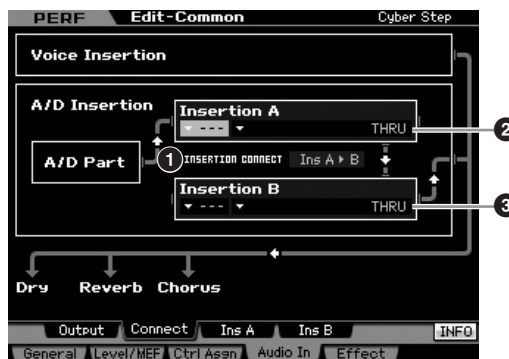 PERF Edit-Common Cyber Step
Voice Insertion
A/D Insertion
Insertion A
--- THRU
2
A/D Part
1 INSERTION CONNECT Ins A ▸ B
Insertion B
--- THRU
3
Dry Reverb Chorus
Output Connect Ins A Ins B INFO
General Level/MEF Ctrl Asgn Audio In Effect